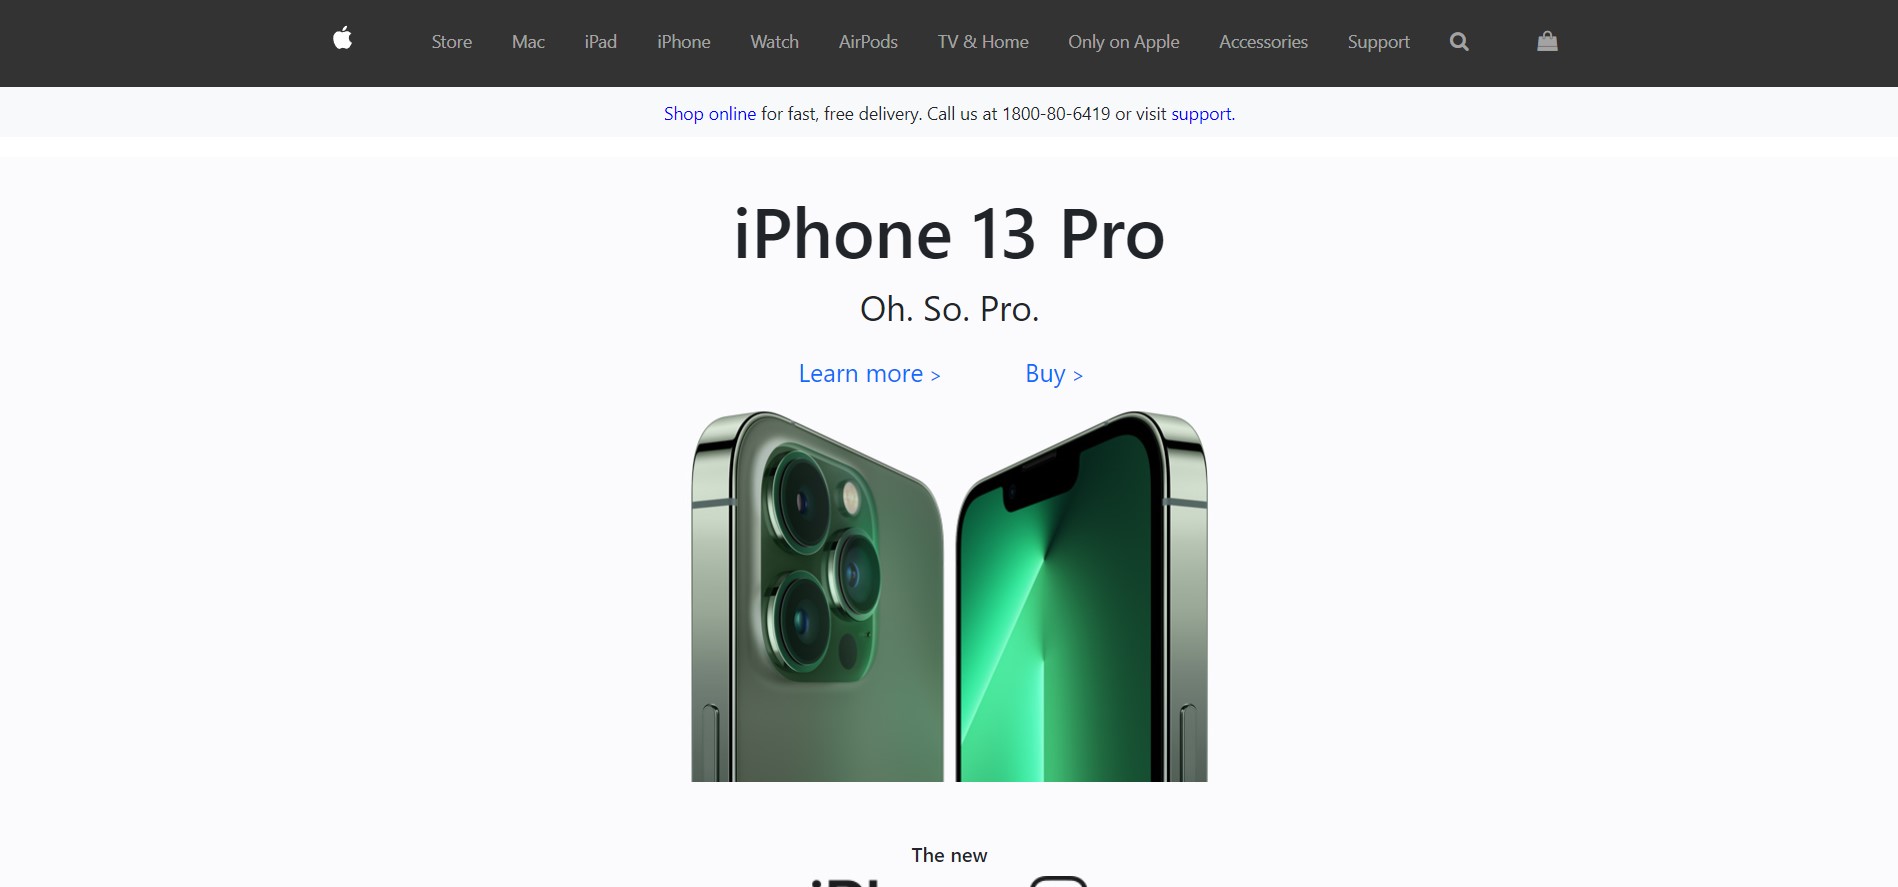 Store Mac iPad iPhone Watch AirPods TV & Home Only on Apple Accessories Support
Shop online for fast, free delivery. Call us at 1800-80-6419 or visit support.
iPhone 13 Pro
Oh. So. Pro.
Learn more > Buy >
The new